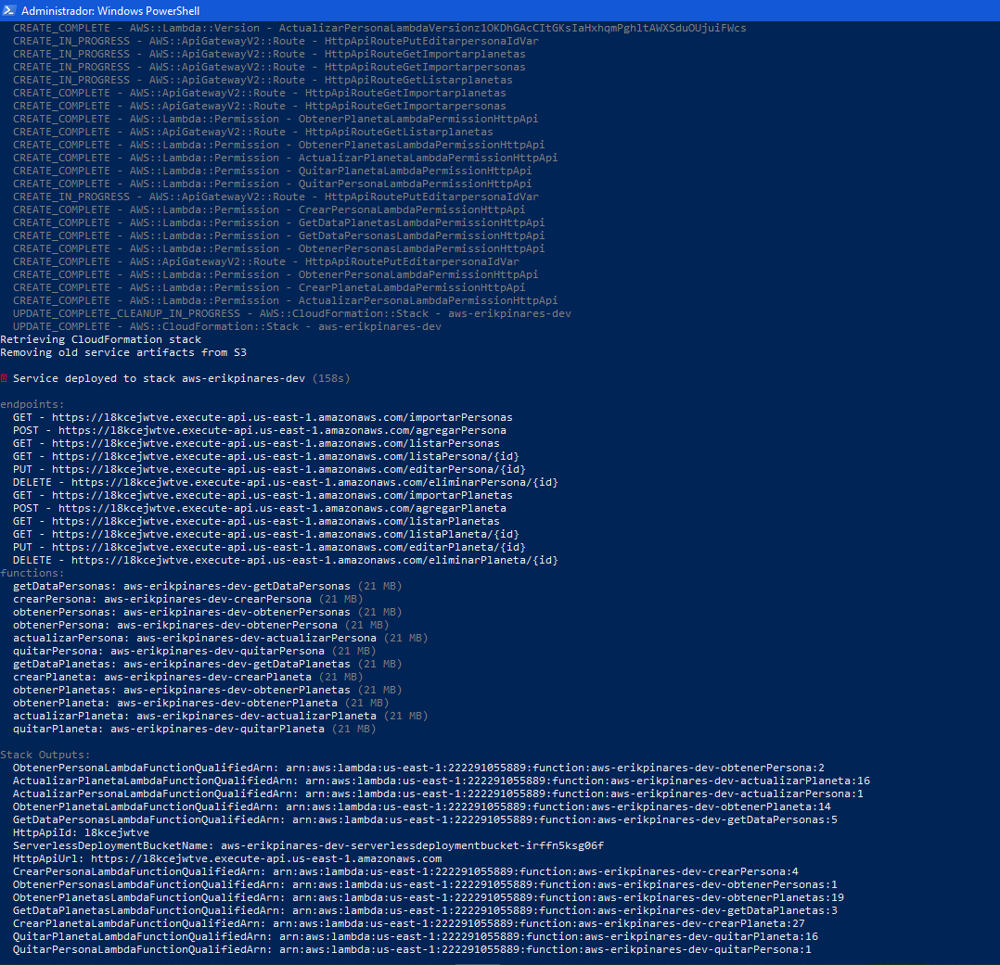 Administrador: Windows PowerShell
CREATE_COMPLETE - AWS::Lambda::Version - ActualizarPersonaLambdaVersionz1OKDhGAcCItGKsIaHxhqmPghltAWXSduOUjuiFWcs
CREATE_IN_PROGRESS - AWS::ApiGatewayV2::Route - HttpApiRoutePutEditarpersonaIdVar
CREATE_IN_PROGRESS - AWS::ApiGatewayV2::Route - HttpApiRouteGetImportarplanetas
CREATE_IN_PROGRESS - AWS::ApiGatewayV2::Route - HttpApiRouteGetImportarpersonas
CREATE_IN_PROGRESS - AWS::ApiGatewayV2::Route - HttpApiRouteGetListarplanetas
CREATE_COMPLETE - AWS::ApiGatewayV2::Route - HttpApiRouteGetImportarplanetas
CREATE_COMPLETE - AWS::ApiGatewayV2::Route - HttpApiRouteGetImportarpersonas
CREATE_COMPLETE - AWS::Lambda::Permission - ObtenerPlanetaLambdaPermissionHttpApi
CREATE_COMPLETE - AWS::ApiGatewayV2::Route - HttpApiRouteGetListarplanetas
CREATE_COMPLETE - AWS::Lambda::Permission - ObtenerPlanetasLambdaPermissionHttpApi
CREATE_COMPLETE - AWS::Lambda::Permission - ActualizarPlanetaLambdaPermissionHttpApi
CREATE_COMPLETE - AWS::Lambda::Permission - QuitarPlanetaLambdaPermissionHttpApi
CREATE_COMPLETE - AWS::Lambda::Permission - QuitarPersonaLambdaPermissionHttpApi
CREATE_IN_PROGRESS - AWS::ApiGatewayV2::Route - HttpApiRoutePutEditarpersonaIdVar
CREATE_COMPLETE - AWS::Lambda::Permission - CrearPersonaLambdaPermissionHttpApi
CREATE_COMPLETE - AWS::Lambda::Permission - GetDataPlanetasLambdaPermissionHttpApi
CREATE_COMPLETE - AWS::Lambda::Permission - GetDataPersonasLambdaPermissionHttpApi
CREATE_COMPLETE - AWS::Lambda::Permission - ObtenerPersonasLambdaPermissionHttpApi
CREATE_COMPLETE - AWS::ApiGatewayV2::Route - HttpApiRoutePutEditarpersonaIdVar
CREATE_COMPLETE - AWS::Lambda::Permission - ObtenerPersonaLambdaPermissionHttpApi
CREATE_COMPLETE - AWS::Lambda::Permission - CrearPlanetaLambdaPermissionHttpApi
CREATE_COMPLETE - AWS::Lambda::Permission - ActualizarPersonaLambdaPermissionHttpApi
UPDATE_COMPLETE_CLEANUP_IN_PROGRESS - AWS::CloudFormation::Stack - aws-erikpinares-dev
UPDATE_COMPLETE - AWS::CloudFormation::Stack - aws-erikpinares-dev
Retrieving CloudFormation stack
Removing old service artifacts from S3
Service deployed to stack aws-erikpinares-dev (158s)
endpoints:
GET - https://l8kcejwtve.execute-api.us-east-1.amazonaws.com/importarPersonas
POST - https://l8kcejwtve.execute-api.us-east-1.amazonaws.com/agregarPersona
GET - https://l8kcejwtve.execute-api.us-east-1.amazonaws.com/listarPersonas
GET - https://l8kcejwtve.execute-api.us-east-1.amazonaws.com/listaPersona/{id}
PUT - https://l8kcejwtve.execute-api.us-east-1.amazonaws.com/editarPersona/{id}
DELETE - https://l8kcejwtve.execute-api.us-east-1.amazonaws.com/eliminarPersona/{id}
GET - https://l8kcejwtve.execute-api.us-east-1.amazonaws.com/importarPlanetas
POST - https://l8kcejwtve.execute-api.us-east-1.amazonaws.com/agregarPlaneta
GET - https://l8kcejwtve.execute-api.us-east-1.amazonaws.com/listarPlanetas
GET - https://l8kcejwtve.execute-api.us-east-1.amazonaws.com/listaPlaneta/{id}
PUT - https://l8kcejwtve.execute-api.us-east-1.amazonaws.com/editarPlaneta/{id}
DELETE - https://l8kcejwtve.execute-api.us-east-1.amazonaws.com/eliminarPlaneta/{id}
functions:
getDataPersonas: aws-erikpinares-dev-getDataPersonas (21 MB)
crearPersona: aws-erikpinares-dev-crearPersona (21 MB)
obtenerPersonas: aws-erikpinares-dev-obtenerPersonas (21 MB)
obtenerPersona: aws-erikpinares-dev-obtenerPersona (21 MB)
actualizarPersona: aws-erikpinares-dev-actualizarPersona (21 MB)
quitarPersona: aws-erikpinares-dev-quitarPersona (21 MB)
getDataPlanetas: aws-erikpinares-dev-getDataPlanetas (21 MB)
crearPlaneta: aws-erikpinares-dev-crearPlaneta (21 MB)
obtenerPlanetas: aws-erikpinares-dev-obtenerPlanetas (21 MB)
obtenerPlaneta: aws-erikpinares-dev-obtenerPlaneta (21 MB)
actualizarPlaneta: aws-erikpinares-dev-actualizarPlaneta (21 MB)
quitarPlaneta: aws-erikpinares-dev-quitarPlaneta (21 MB)
Stack Outputs:
ObtenerPersonaLambdaFunctionQualifiedArn: arn:aws:lambda:us-east-1:222291055889:function:aws-erikpinares-dev-obtenerPersona:2
ActualizarPlanetaLambdaFunctionQualifiedArn: arn:aws:lambda:us-east-1:222291055889:function:aws-erikpinares-dev-actualizarPlaneta:16
ActualizarPersonaLambdaFunctionQualifiedArn: arn:aws:lambda:us-east-1:222291055889:function:aws-erikpinares-dev-actualizarPersona:1
ObtenerPlanetaLambdaFunctionQualifiedArn: arn:aws:lambda:us-east-1:222291055889:function:aws-erikpinares-dev-obtenerPlaneta:14
GetDataPersonasLambdaFunctionQualifiedArn: arn:aws:lambda:us-east-1:222291055889:function:aws-erikpinares-dev-getDataPersonas:5
HttpApiId: l8kcejwtve
ServerlessDeploymentBucketName: aws-erikpinares-dev-serverlessdeploymentbucket-irffn5ksg06f
HttpApiUrl: https://l8kcejwtve.execute-api.us-east-1.amazonaws.com
CrearPersonaLambdaFunctionQualifiedArn: arn:aws:lambda:us-east-1:222291055889:function:aws-erikpinares-dev-crearPersona:4
ObtenerPersonasLambdaFunctionQualifiedArn: arn:aws:lambda:us-east-1:222291055889:function:aws-erikpinares-dev-obtenerPersonas:1
ObtenerPlanetasLambdaFunctionQualifiedArn: arn:aws:lambda:us-east-1:222291055889:function:aws-erikpinares-dev-obtenerPlanetas:19
GetDataPlanetasLambdaFunctionQualifiedArn: arn:aws:lambda:us-east-1:222291055889:function:aws-erikpinares-dev-getDataPlanetas:3
CrearPlanetaLambdaFunctionQualifiedArn: arn:aws:lambda:us-east-1:222291055889:function:aws-erikpinares-dev-crearPlaneta:27
QuitarPlanetaLambdaFunctionQualifiedArn: arn:aws:lambda:us-east-1:222291055889:function:aws-erikpinares-dev-quitarPlaneta:16
QuitarPersonaLambdaFunctionQualifiedArn: arn:aws:lambda:us-east-1:222291055889:function:aws-erikpinares-dev-quitarPersona:1